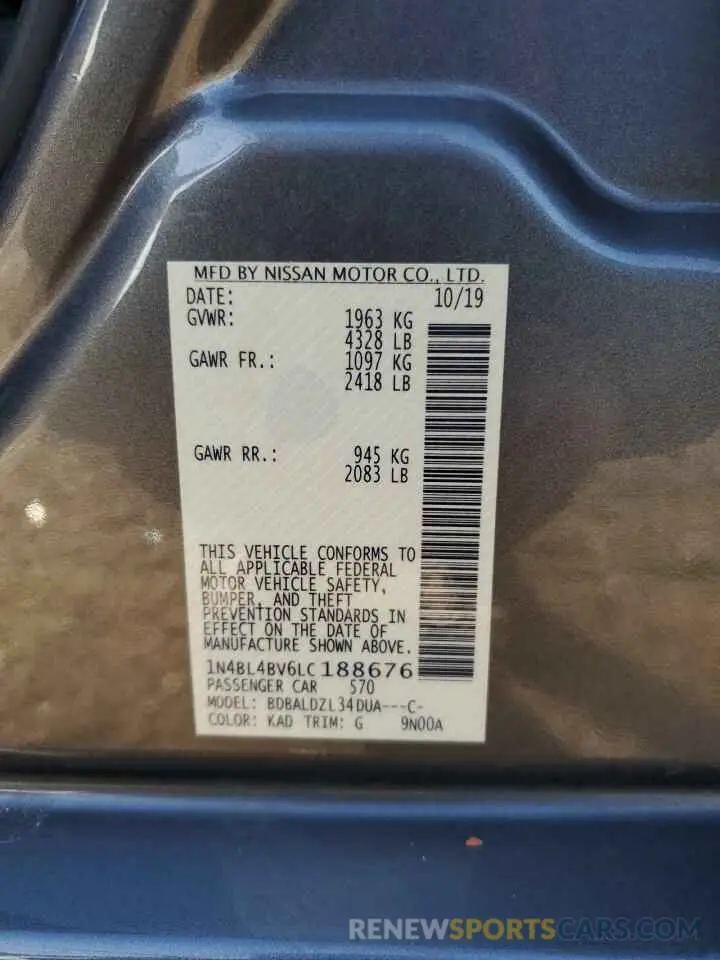 MFD BY NISSAN MOTOR CO., LTD.
DATE: 10/19
GVWR: 1963 KG
4328 LB
GAWR FR.: 1097 KG
2418 LB
GAWR RR.: 945 KG
2083 LB
THIS VEHICLE CONFORMS TO
ALL APPLICABLE FEDERAL
MOTOR VEHICLE SAFETY,
BUMPER, AND THEFT
PREVENTION STANDARDS IN
EFFECT ON THE DATE OF
MANUFACTURE SHOWN ABOVE.
1N4BL4BV6LC188676
PASSENGER CAR 570
MODEL: BDBALDZL34DUA---C-
COLOR: KAD TRIM: G 9N00A
RENEWSPORTSCARS.COM